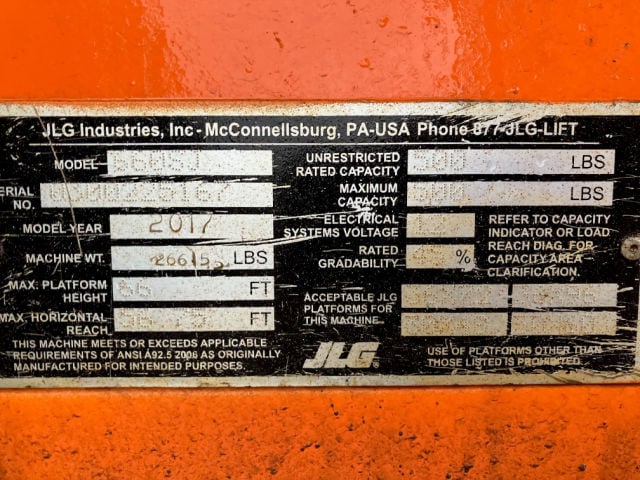 JLG Industries, Inc - McConnellsburg, PA-USA Phone 877-JLG-LIFT
MODEL 660SJ
SERIAL NO.
MODEL YEAR 2017
MACHINE WT. LBS
MAX. PLATFORM HEIGHT 66 FT
MAX. HORIZONTAL REACH FT
THIS MACHINE MEETS OR EXCEEDS APPLICABLE
REQUIREMENTS OF ANSI A92.5 2006 AS ORIGINALLY
MANUFACTURED FOR INTENDED PURPOSES.
UNRESTRICTED RATED CAPACITY 500 LBS
MAXIMUM CAPACITY LBS
ELECTRICAL SYSTEMS VOLTAGE
RATED GRADABILITY %
REFER TO CAPACITY
INDICATOR OR LOAD
REACH DIAG. FOR
CAPACITY AREA
CLARIFICATION.
ACCEPTABLE JLG
PLATFORMS FOR
THIS MACHINE
JLG
USE OF PLATFORMS OTHER THAN
THOSE LISTED IS PROHIBITED.